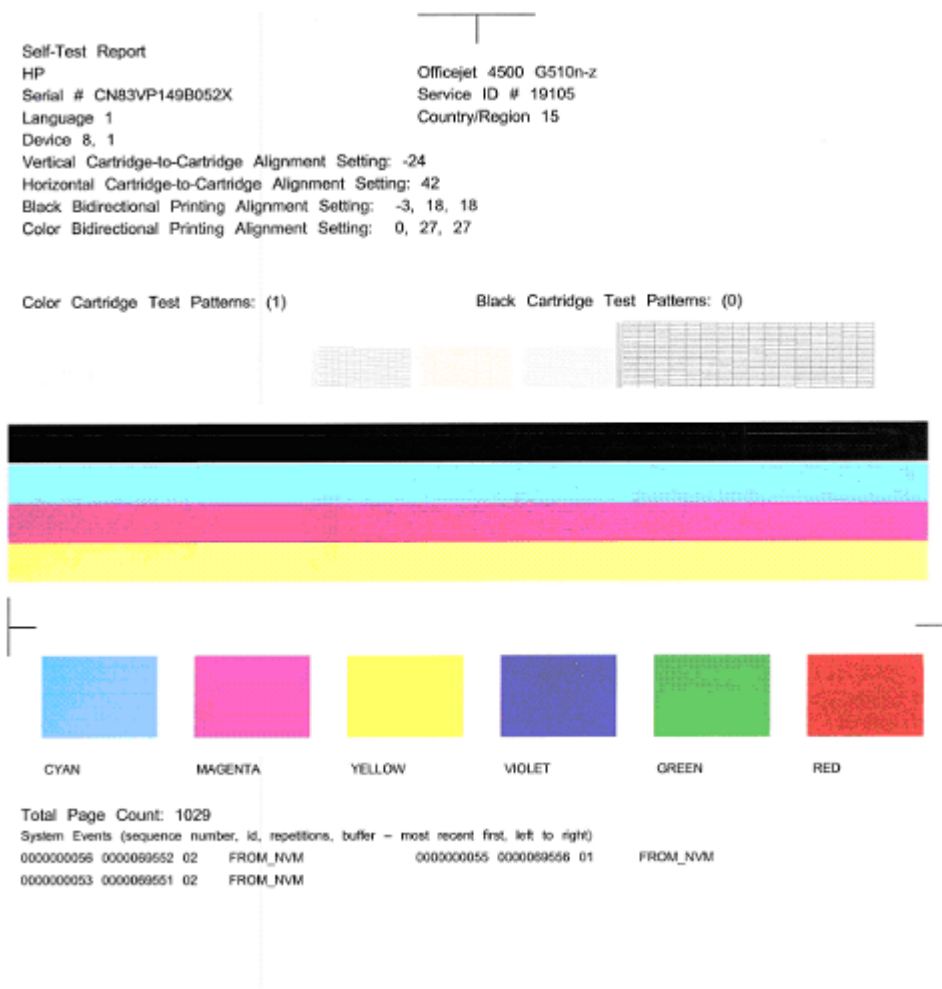 Self-Test Report
HP
Officejet 4500 G510n-z
Serial # CN83VP149B052X
Service ID # 19105
Language 1
Country/Region 15
Device 8, 1
Vertical Cartridge-to-Cartridge Alignment Setting: -24
Horizontal Cartridge-to-Cartridge Alignment Setting: 42
Black Bidirectional Printing Alignment Setting: -3, 18, 18
Color Bidirectional Printing Alignment Setting: 0, 27, 27
Color Cartridge Test Patterns: (1)
Black Cartridge Test Patterns: (0)
CYAN
MAGENTA
YELLOW
VIOLET
GREEN
RED
Total Page Count: 1029
System Events (sequence number, id, repetitions, buffer – most recent first, left to right)
0000000056 0000069552 02 FROM_NVM
0000000055 0000069556 01 FROM_NVM
0000000053 0000069551 02 FROM_NVM